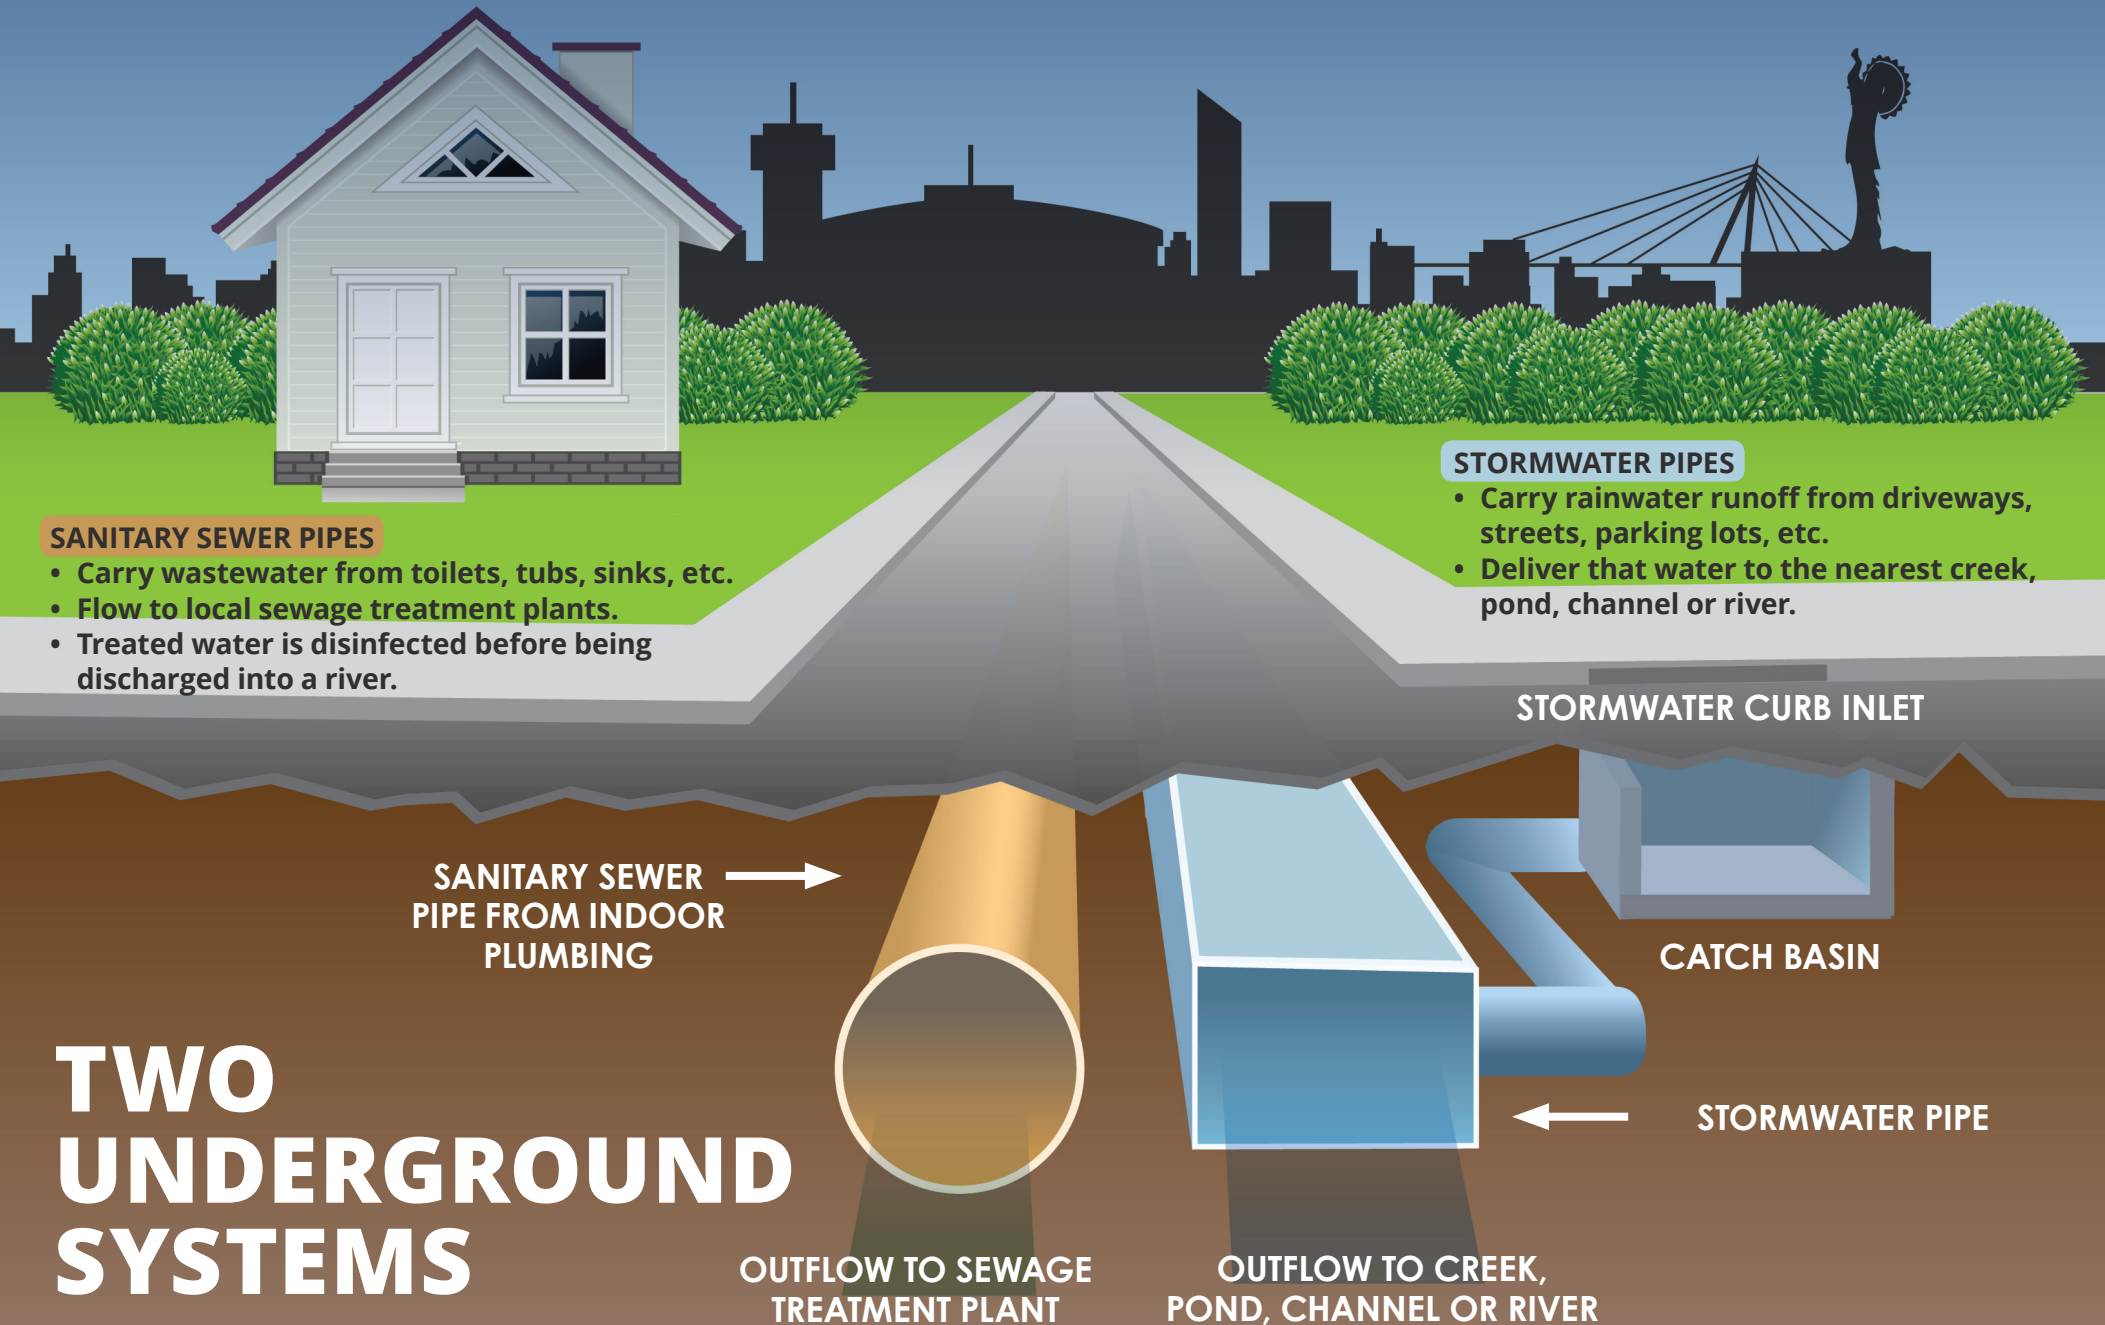 SANITARY SEWER PIPES
• Carry wastewater from toilets, tubs, sinks, etc.
• Flow to local sewage treatment plants.
• Treated water is disinfected before being
discharged into a river.
STORMWATER PIPES
• Carry rainwater runoff from driveways,
streets, parking lots, etc.
• Deliver that water to the nearest creek,
pond, channel or river.
STORMWATER CURB INLET
SANITARY SEWER
PIPE FROM INDOOR
PLUMBING
CATCH BASIN
STORMWATER PIPE
TWO
UNDERGROUND
SYSTEMS
OUTFLOW TO SEWAGE
TREATMENT PLANT
OUTFLOW TO CREEK,
POND, CHANNEL OR RIVER